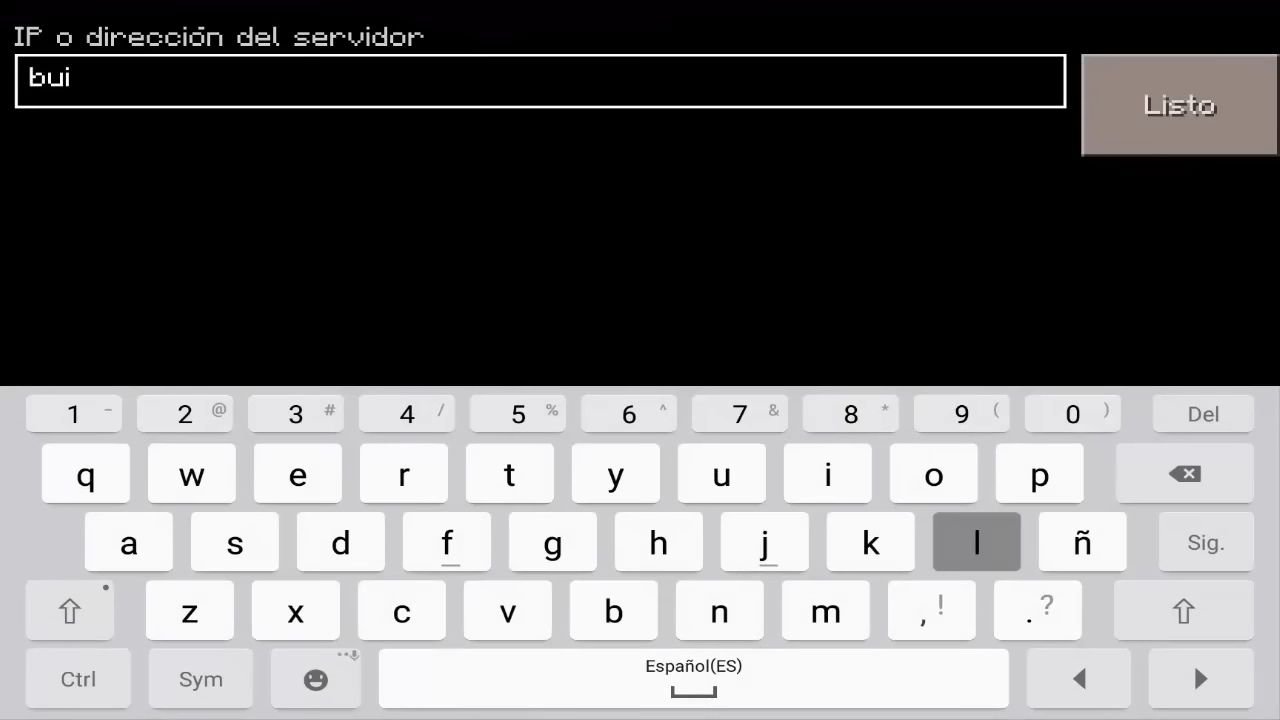 IP o dirección del servidor
bui
Listo
1 - 2 @ 3 # 4 / 5 % 6 ^ 7 & 8 * 9 ( 0 ) Del
q w e r t y u i o p
a s d f g h j k l ñ Sig.
z x c v b n m , ! . ?
Ctrl Sym Español(ES)